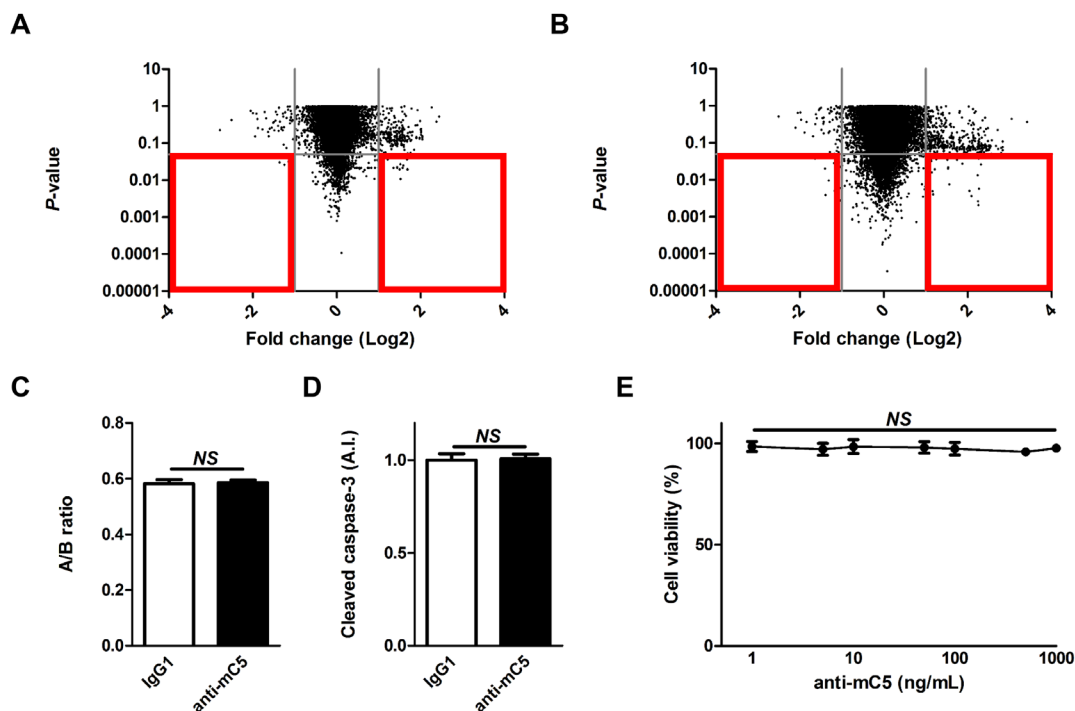 A
B
10
1
0.1
0.01
0.001
0.0001
0.00001
P-value
-4
-2
0
2
4
Fold change (Log2)
10
1
0.1
0.01
0.001
0.0001
0.00001
P-value
-4
-2
0
2
4
Fold change (Log2)
C
D
E
0.8
0.6
0.4
0.2
0.0
A/B ratio
NS
IgG1
anti-mC5
1.0
0.5
0.0
Cleaved caspase-3 (A.I.)
NS
IgG1
anti-mC5
100
50
0
Cell viability (%)
NS
1
10
100
1000
anti-mC5 (ng/mL)